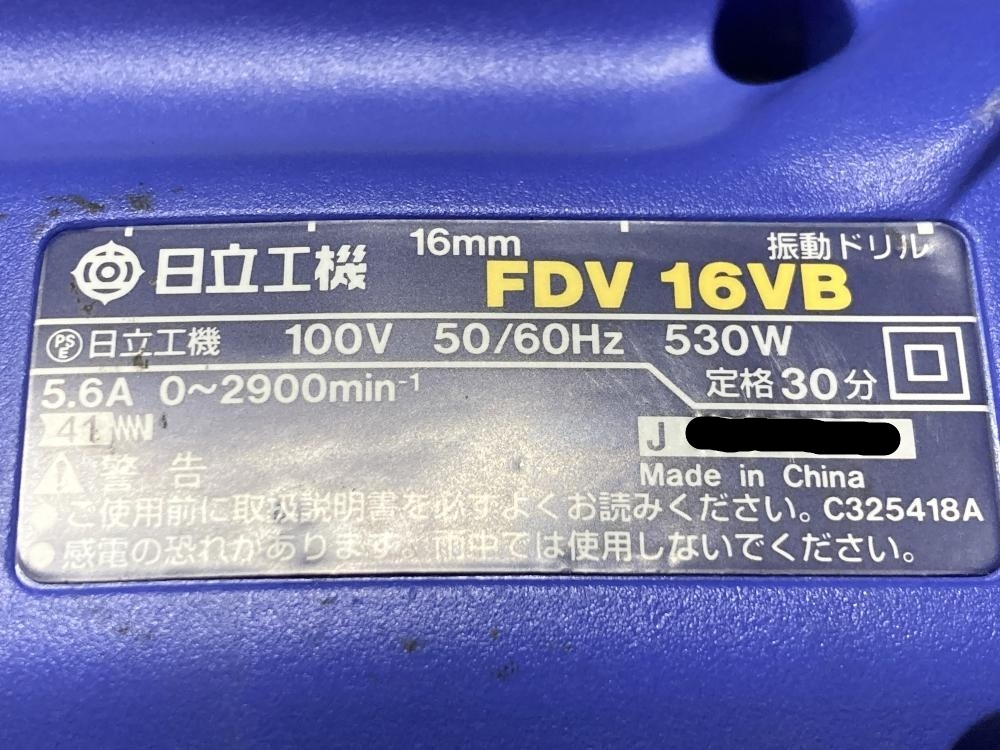 日立工機 16mm 振動ドリル
FDV 16VB
PSE 日立工機 100V 50/60Hz 530W
5.6A 0～2900min⁻¹ 定格30分
41
J
警告
Made in China
ご使用前に取扱説明書を必ずよくお読みください。C325418A
感電の恐れがあります。雨中では使用しないでください。